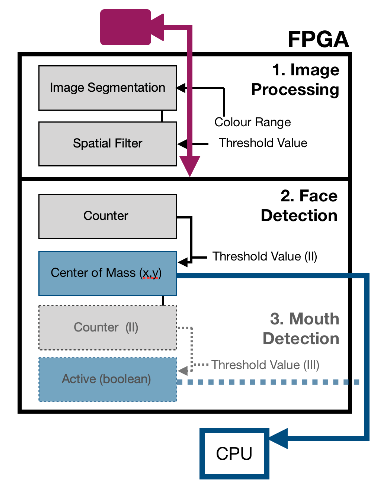 FPGA
1. Image
Processing
Image Segmentation
Colour Range
Spatial Filter
Threshold Value
2. Face
Detection
Counter
Threshold Value (II)
Center of Mass (x,y)
3. Mouth
Detection
Counter (II)
Threshold Value (III)
Active (boolean)
CPU